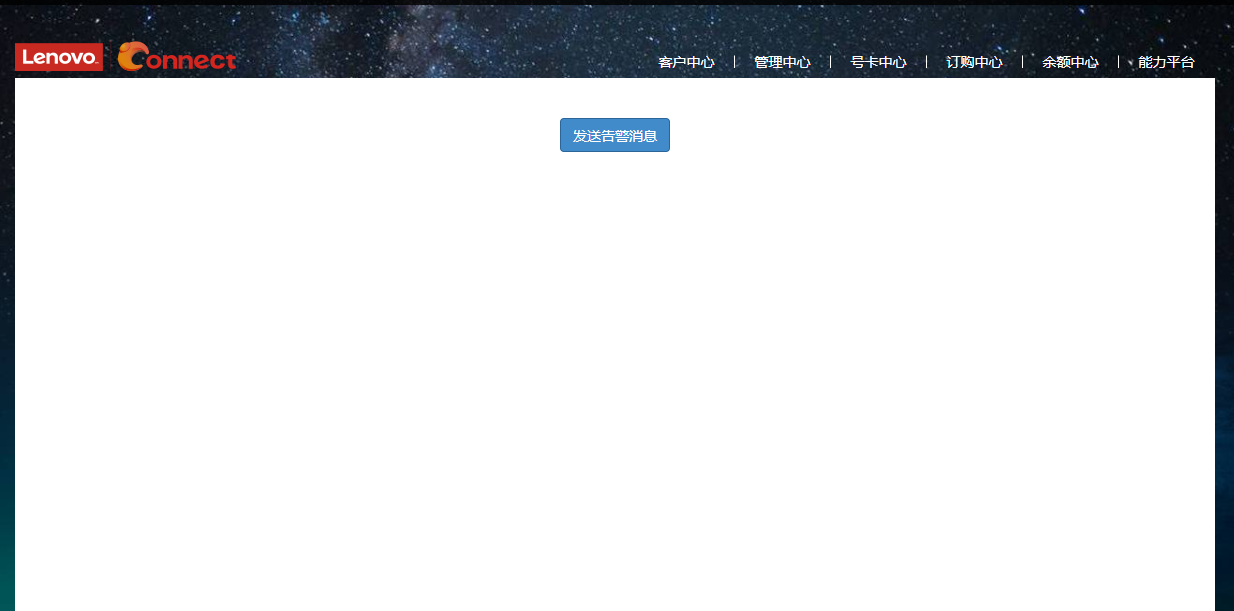 Lenovo Connect
客户中心 | 管理中心 | 号卡中心 | 订购中心 | 余额中心 | 能力平台
发送告警消息